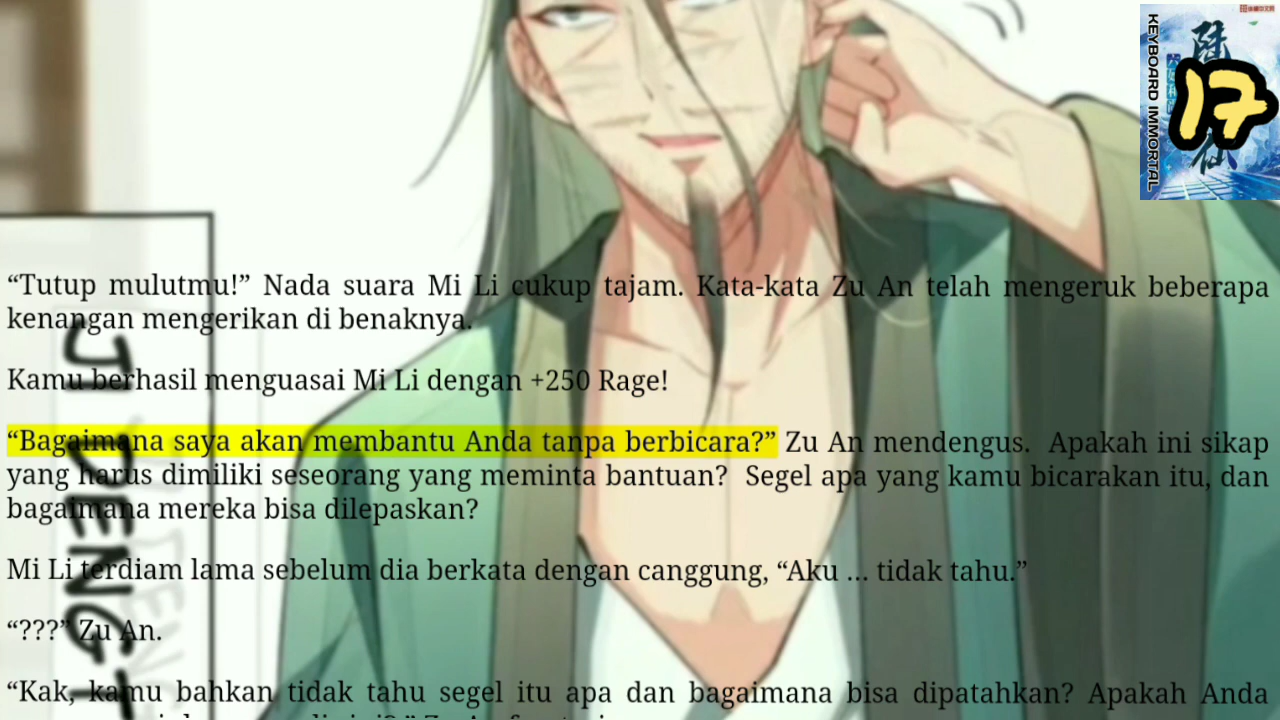 KEYBOARD IMMORTAL
17
“Tutup mulutmu!” Nada suara Mi Li cukup tajam. Kata-kata Zu An telah mengeruk beberapa
kenangan mengerikan di benaknya.
Kamu berhasil menguasai Mi Li dengan +250 Rage!
“Bagaimana saya akan membantu Anda tanpa berbicara?” Zu An mendengus. Apakah ini sikap
yang harus dimiliki seseorang yang meminta bantuan? Segel apa yang kamu bicarakan itu, dan
bagaimana mereka bisa dilepaskan?
Mi Li terdiam lama sebelum dia berkata dengan canggung, “Aku ... tidak tahu.”
“???” Zu An.
“Kak, kamu bahkan tidak tahu segel itu apa dan bagaimana bisa dipatahkan? Apakah Anda
JI DENG-